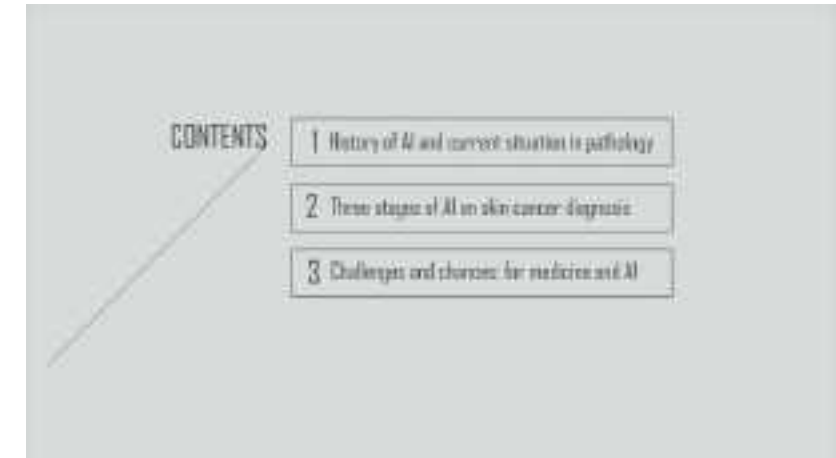 CONTENTS
1 History of AI and current situation in pathology
2 Three stages of AI on skin cancer diagnosis
3 Challenges and chances: for medicine and AI